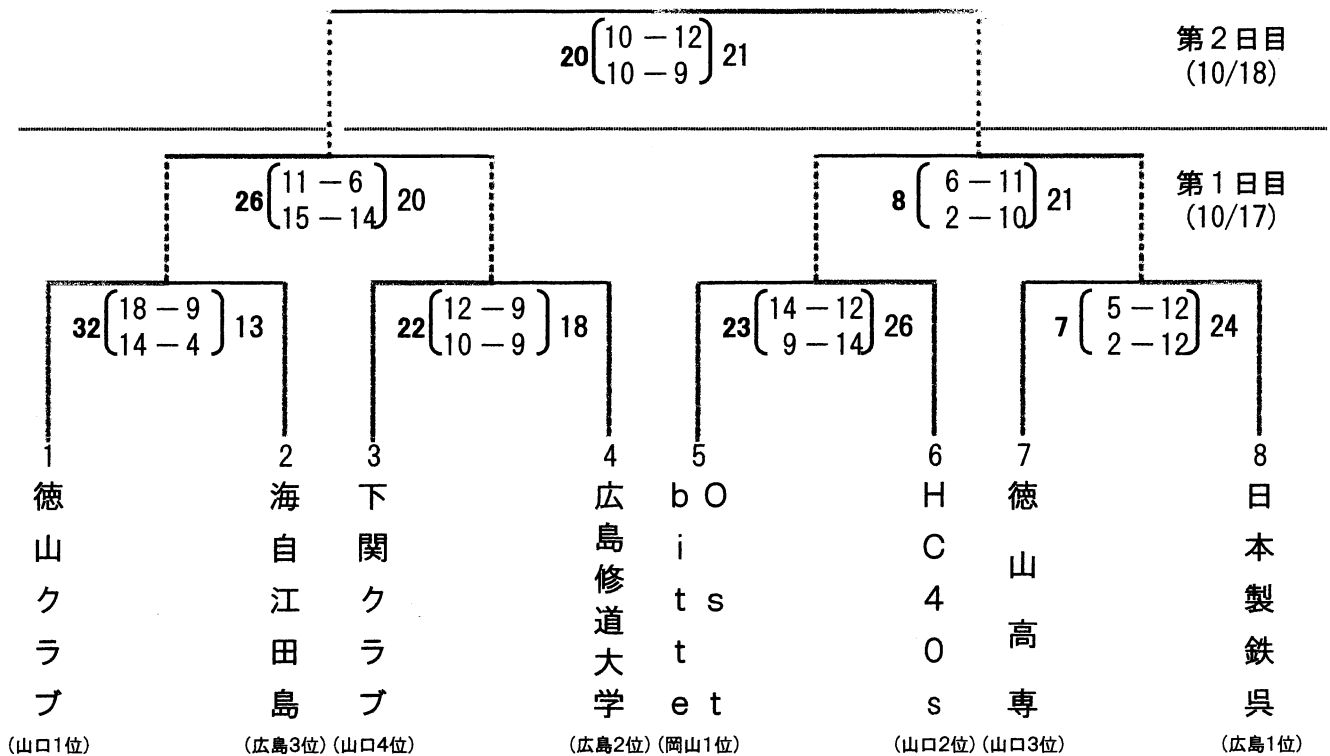 第2日目
(10/18)
20 (10 － 12) 21
10 － 9
第1日目
(10/17)
26 (11 － 6) 20
15 － 14
8 (6 － 11) 21
2 － 10
32 (18 － 9) 13
14 － 4
22 (12 － 9) 18
10 － 9
23 (14 － 12) 26
9 － 14
7 (5 － 12) 24
2 － 12
1
徳山クラブ
(山口1位)
2
海自江田島
(広島3位)
3
下関クラブ
(山口4位)
4
広島修道大学
(広島2位)
5
Ost
bitte
(岡山1位)
6
HC40s
(山口2位)
7
徳山高専
(山口3位)
8
日本製鉄呉
(広島1位)